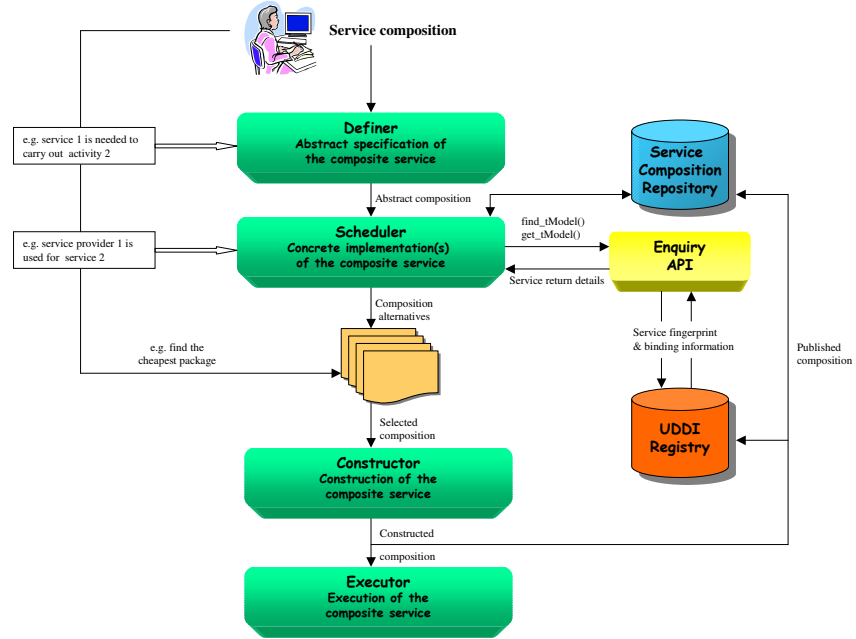 Service composition
e.g. service 1 is needed to
carry out activity 2
Definer
Abstract specification of
the composite service
Service
Composition
Repository
Abstract composition
Scheduler
Concrete implementation(s)
of the composite service
find_tModel()
get_tModel()
Enquiry
API
e.g. service provider 1 is
used for service 2
Service return details
Composition
alternatives
Service fingerprint
& binding information
Published
composition
e.g. find the
cheapest package
UDDI
Registry
Selected
composition
Constructor
Construction of the
composite service
Constructed
composition
Executor
Execution of the
composite service